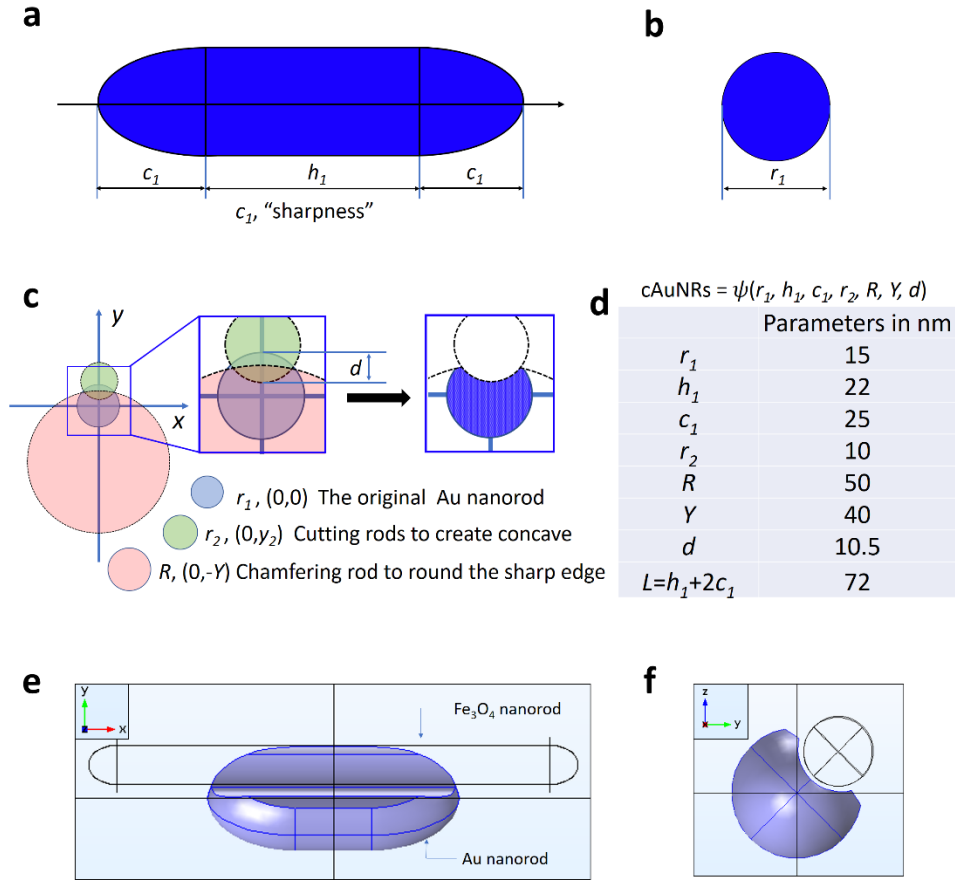 a
c₁
h₁
c₁
c₁, “sharpness”
b
r₁
c
y
x
d
r₁, (0,0) The original Au nanorod
r₂, (0,y₂) Cutting rods to create concave
R, (0,-Y) Chamfering rod to round the sharp edge
d
cAuNRs = ψ(r₁, h₁, c₁, r₂, R, Y, d)
Parameters in nm
r₁ 15
h₁ 22
c₁ 25
r₂ 10
R 50
Y 40
d 10.5
L=h₁+2c₁ 72
e
y
x
Fe₃O₄ nanorod
Au nanorod
f
z
y